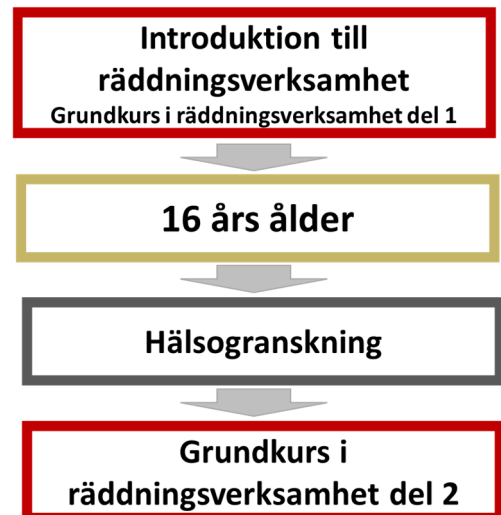 Introduktion till
räddningsverksamhet
Grundkurs i räddningsverksamhet del 1
16 års ålder
Hälsogranskning
Grundkurs i
räddningsverksamhet del 2